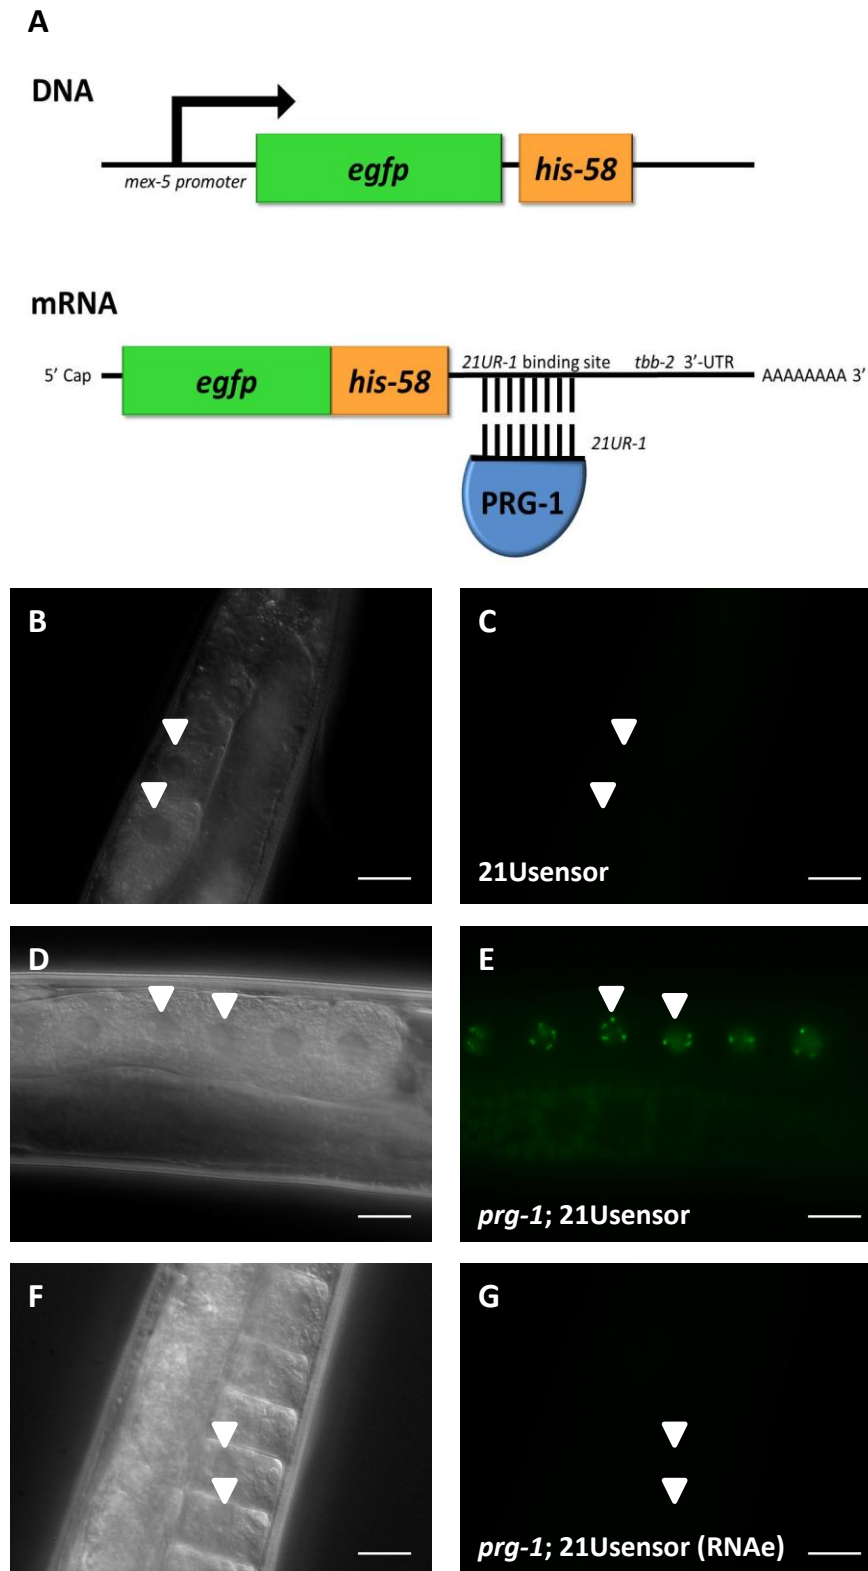 A
DNA
mex-5 promoter
egfp
his-58
mRNA
5' Cap
egfp
his-58
21UR-1 binding site
tbb-2 3'-UTR
AAAAAAAA 3'
21UR-1
PRG-1
B
C
21Usensor
D
E
prg-1; 21Usensor
F
G
prg-1; 21Usensor (RNAe)